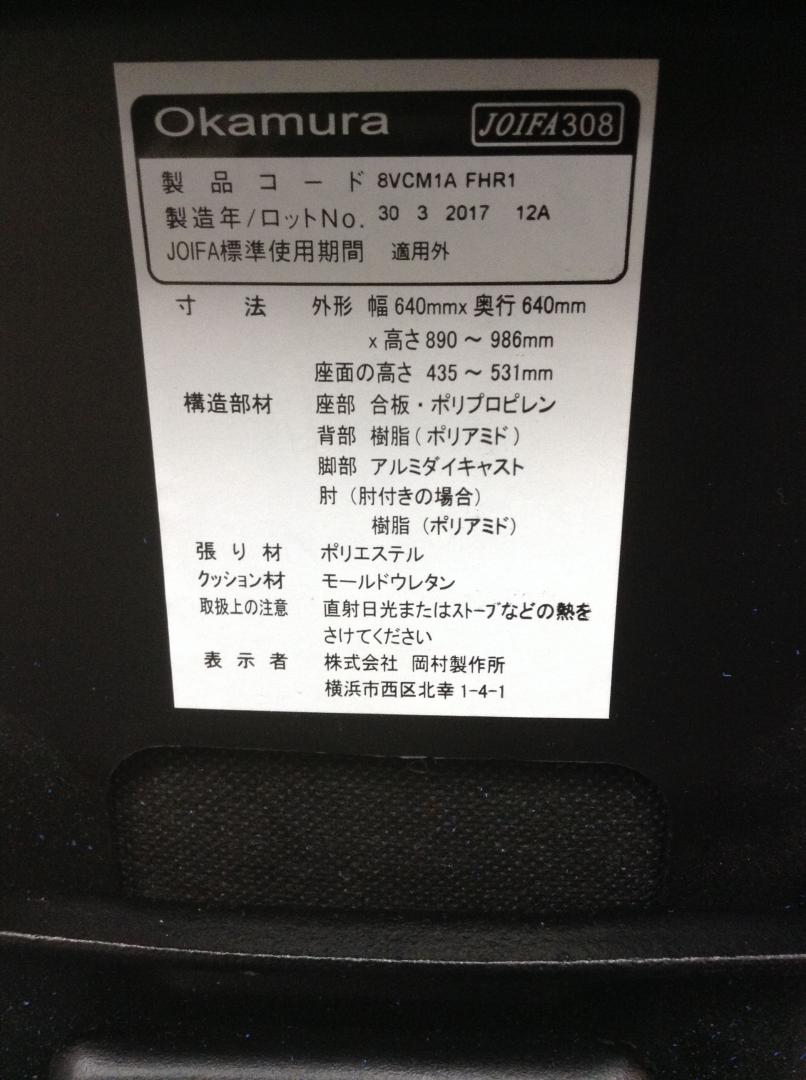 Okamura JOIFA308
製品コード 8VCM1A FHR1
製造年/ロットNo. 30 3 2017 12A
JOIFA標準使用期間 適用外
寸法 外形 幅640mmx奥行640mm
x高さ890～986mm
座面の高さ 435～531mm
構造部材 座部 合板・ポリプロピレン
背部 樹脂(ポリアミド)
脚部 アルミダイキャスト
肘(肘付きの場合)
樹脂(ポリアミド)
張り材 ポリエステル
クッション材 モールドウレタン
取扱上の注意 直射日光またはストーブなどの熱を
さけてください
表示者 株式会社 岡村製作所
横浜市西区北幸1-4-1